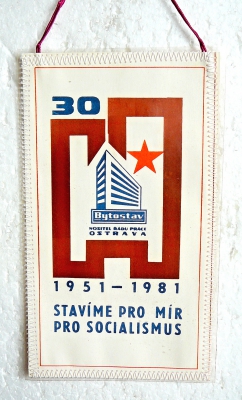 30
Bytostav
NOSITEL ŘÁDU PRÁCE
OSTRAVA
1951-1981
STAVÍME PRO MÍR
PRO SOCIALISMUS